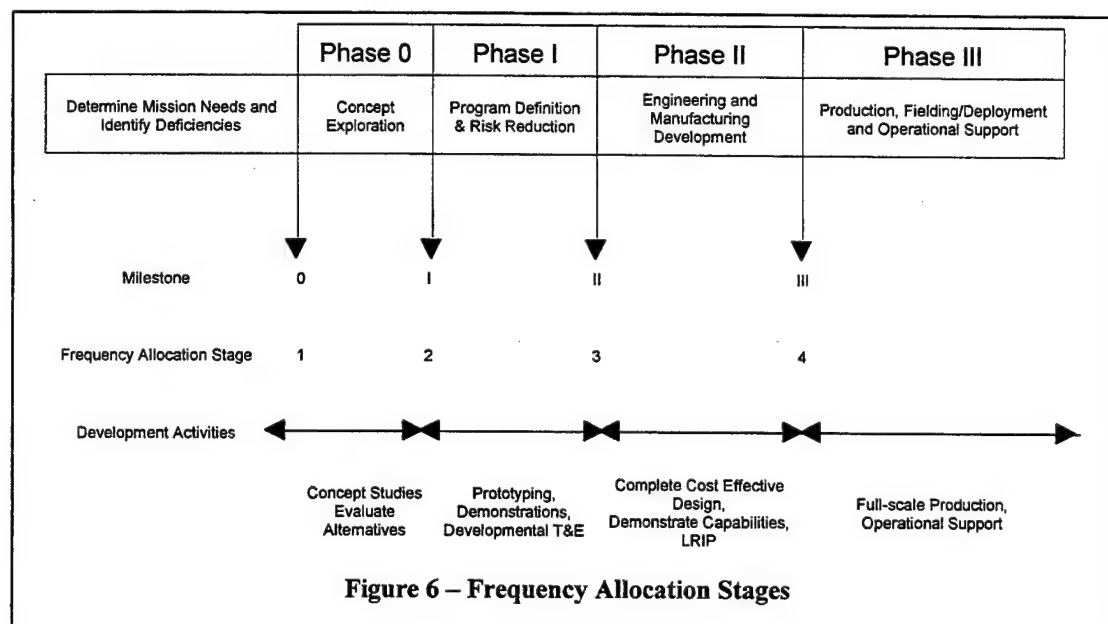 Phase 0
Phase I
Phase II
Phase III
Determine Mission Needs and
Identify Deficiencies
Concept
Exploration
Program Definition
& Risk Reduction
Engineering and
Manufacturing
Development
Production, Fielding/Deployment
and Operational Support
Milestone
0
I
II
III
Frequency Allocation Stage
1
2
3
4
Development Activities
Concept Studies
Evaluate
Alternatives
Prototyping,
Demonstrations,
Developmental T&E
Complete Cost Effective
Design,
Demonstrate Capabilities,
LRIP
Full-scale Production,
Operational Support
Figure 6 – Frequency Allocation Stages